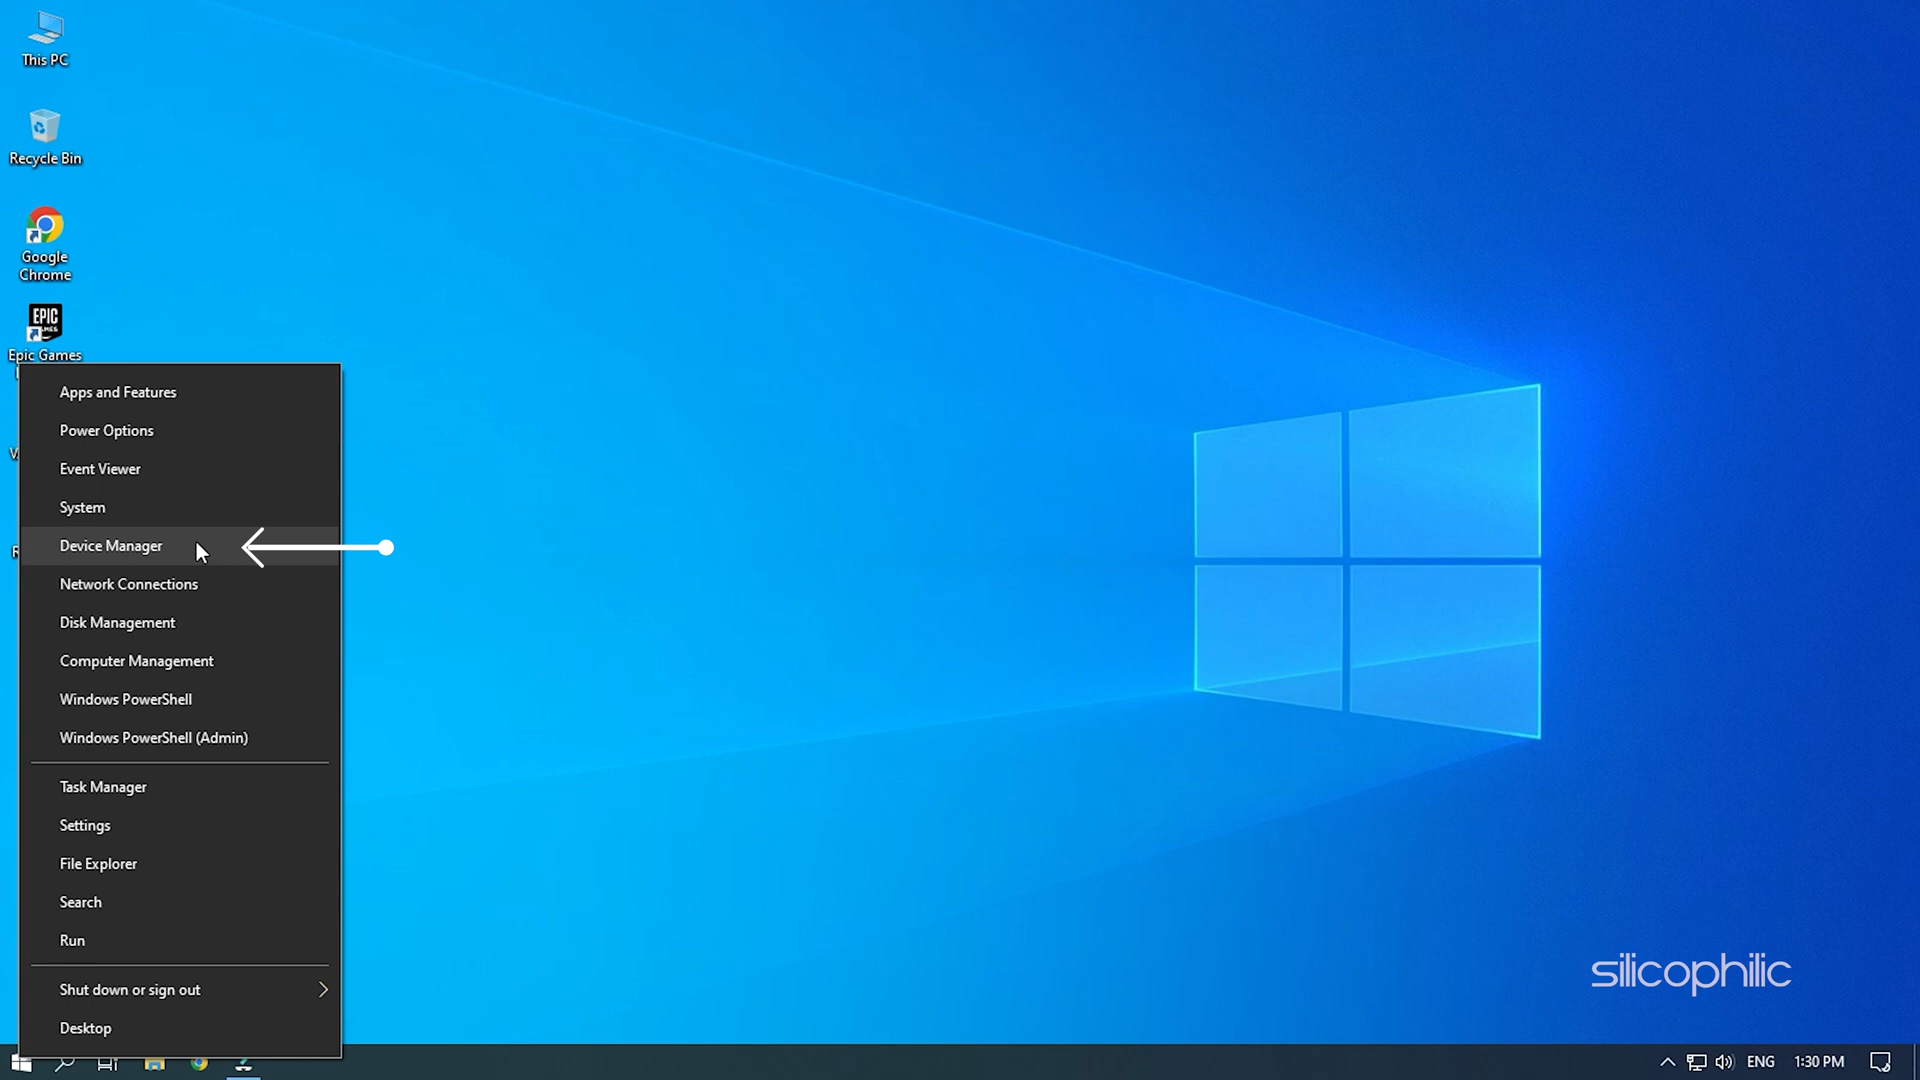 This PC
Recycle Bin
Google
Chrome
EPIC
Epic Games
Apps and Features
Power Options
Event Viewer
System
Device Manager
Network Connections
Disk Management
Computer Management
Windows PowerShell
Windows PowerShell (Admin)
Task Manager
Settings
File Explorer
Search
Run
Shut down or sign out
Desktop
silicophilic
ENG
1:30 PM